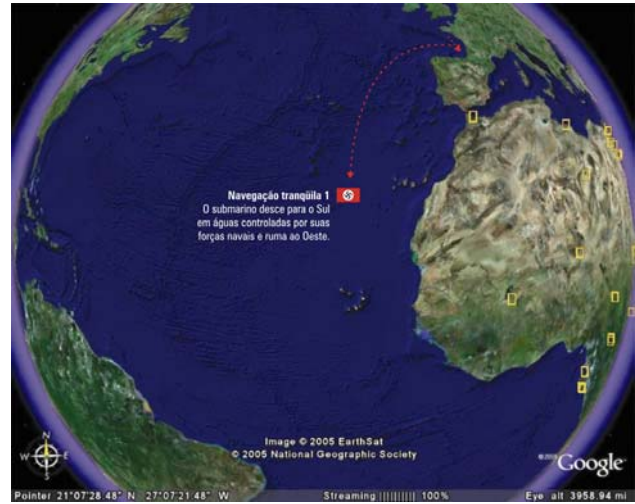 Navegação tranqüila 1
O submarino desce para o Sul
em águas controladas por suas
forças navais e ruma ao Oeste.
N
W E
S
Image © 2005 EarthSat
© 2005 National Geographic Society
Google
Pointer 21°07'28.48" N 27°07'21.48" W Streaming |||||||||| 100% Eye alt 3958.94 mi